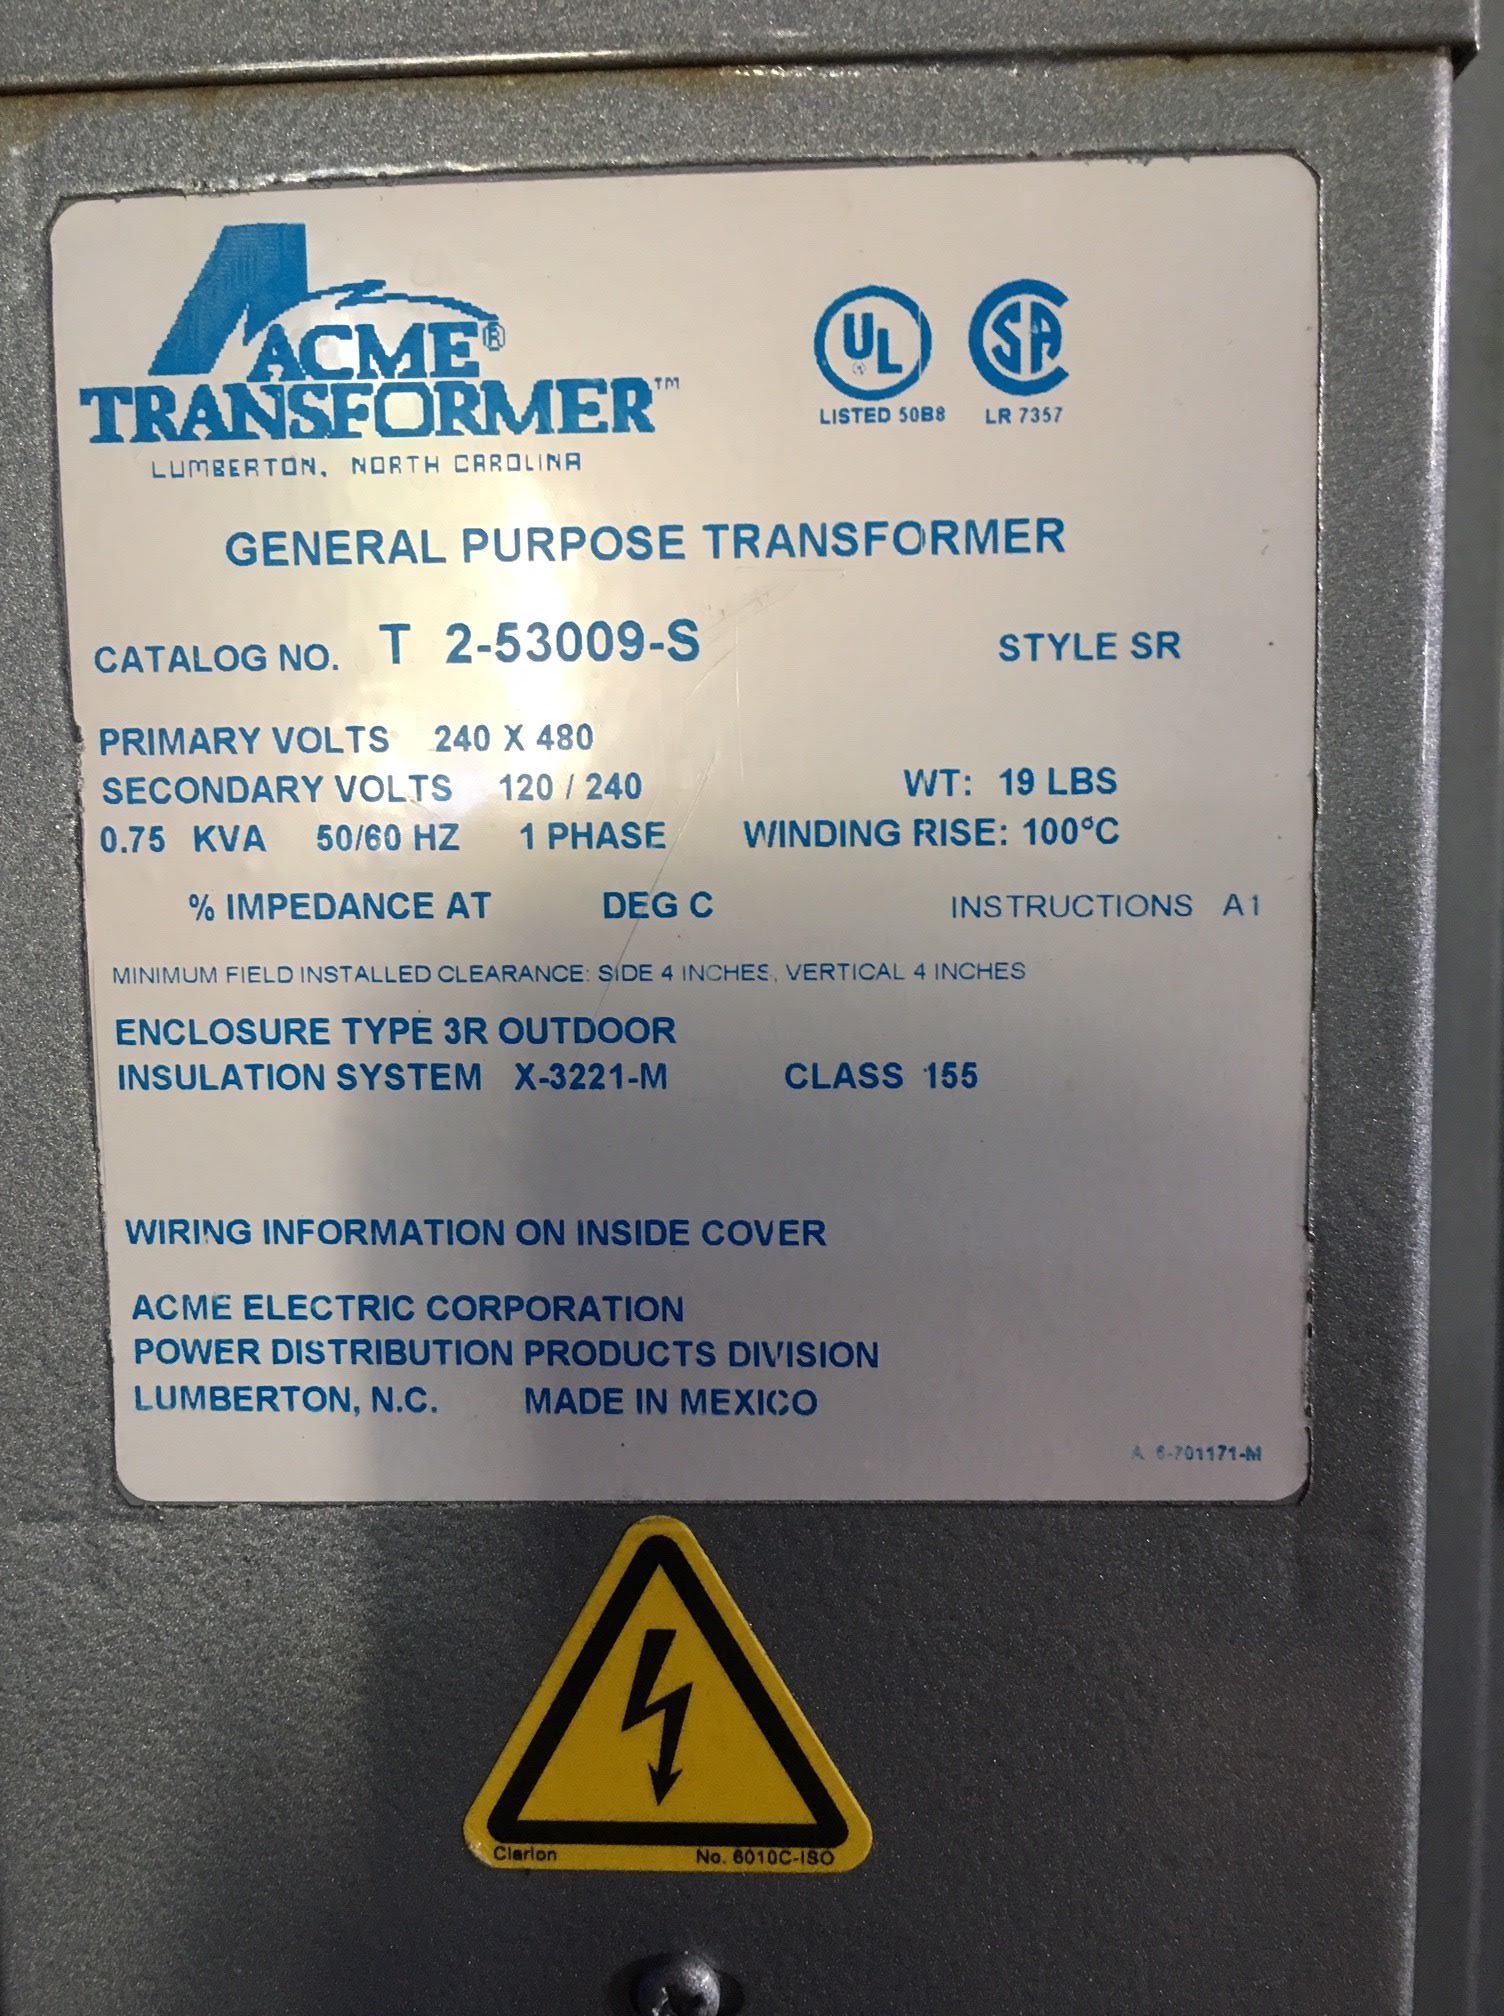 ACME®
TRANSFORMER™
LUMBERTON, NORTH CAROLINA
UL
LISTED 50B8
SA
LR 7357
GENERAL PURPOSE TRANSFORMER
CATALOG NO. T 2-53009-S STYLE SR
PRIMARY VOLTS 240 X 480
SECONDARY VOLTS 120 / 240 WT: 19 LBS
0.75 KVA 50/60 HZ 1 PHASE WINDING RISE: 100°C
% IMPEDANCE AT DEG C INSTRUCTIONS A1
MINIMUM FIELD INSTALLED CLEARANCE: SIDE 4 INCHES, VERTICAL 4 INCHES
ENCLOSURE TYPE 3R OUTDOOR
INSULATION SYSTEM X-3221-M CLASS 155
WIRING INFORMATION ON INSIDE COVER
ACME ELECTRIC CORPORATION
POWER DISTRIBUTION PRODUCTS DIVISION
LUMBERTON, N.C. MADE IN MEXICO
A 6-701171-M
Clarion No. 6010C-ISO